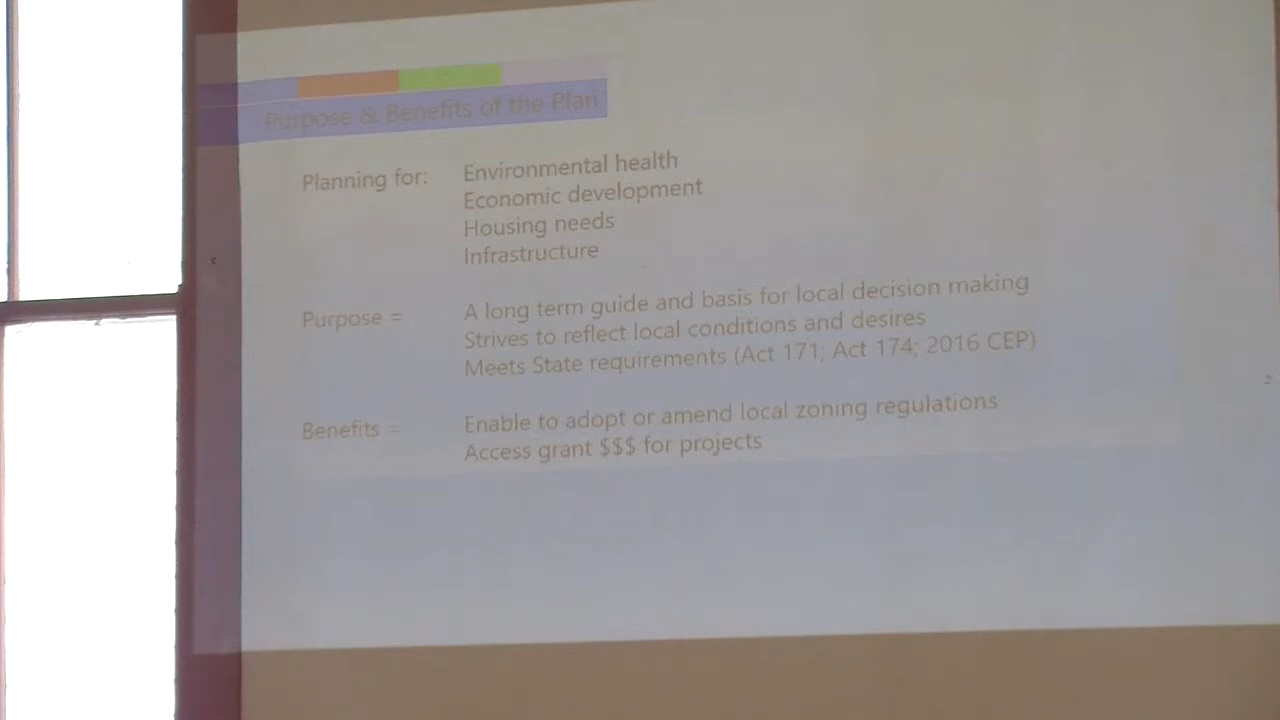 Purpose & Benefits of the Plan
Planning for: Environmental health
Economic development
Housing needs
Infrastructure
Purpose = A long term guide and basis for local decision making
Strives to reflect local conditions and desires
Meets State requirements (Act 171; Act 174; 2016 CEP)
Benefits = Enable to adopt or amend local zoning regulations
Access grant $$$ for projects